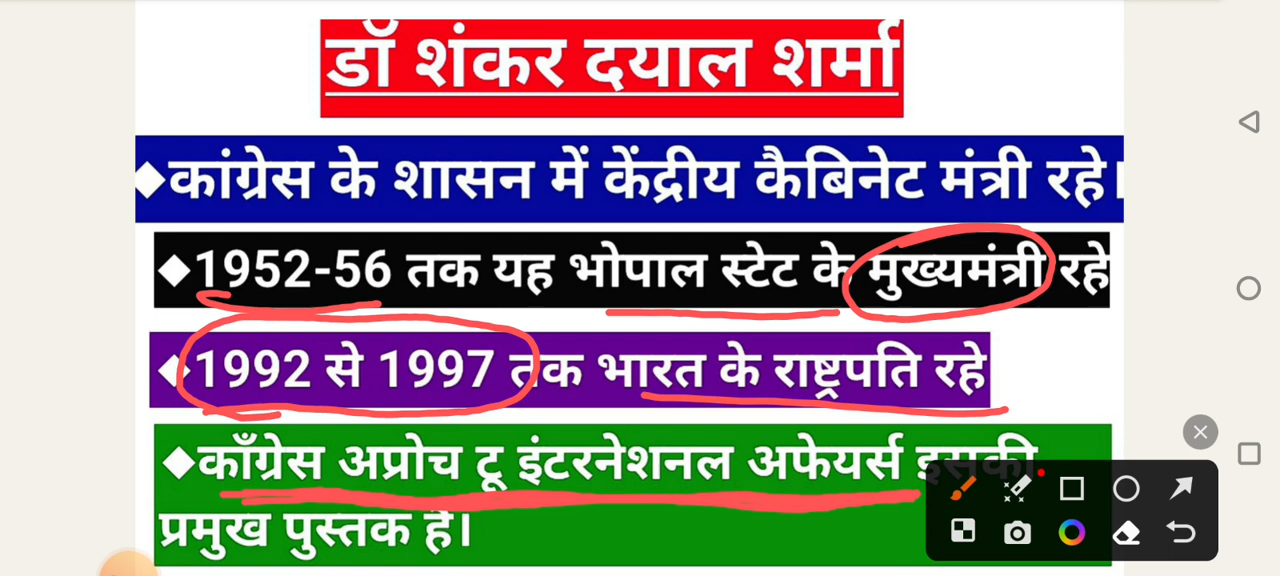 डॉ शंकर दयाल शर्मा
◆कांग्रेस के शासन में केंद्रीय कैबिनेट मंत्री रहे।
◆1952-56 तक यह भोपाल स्टेट के मुख्यमंत्री रहे
◆1992 से 1997 तक भारत के राष्ट्रपति रहे
◆काँग्रेस अप्रोच टू इंटरनेशनल अफेयर्स इसकी
प्रमुख पुस्तक है।